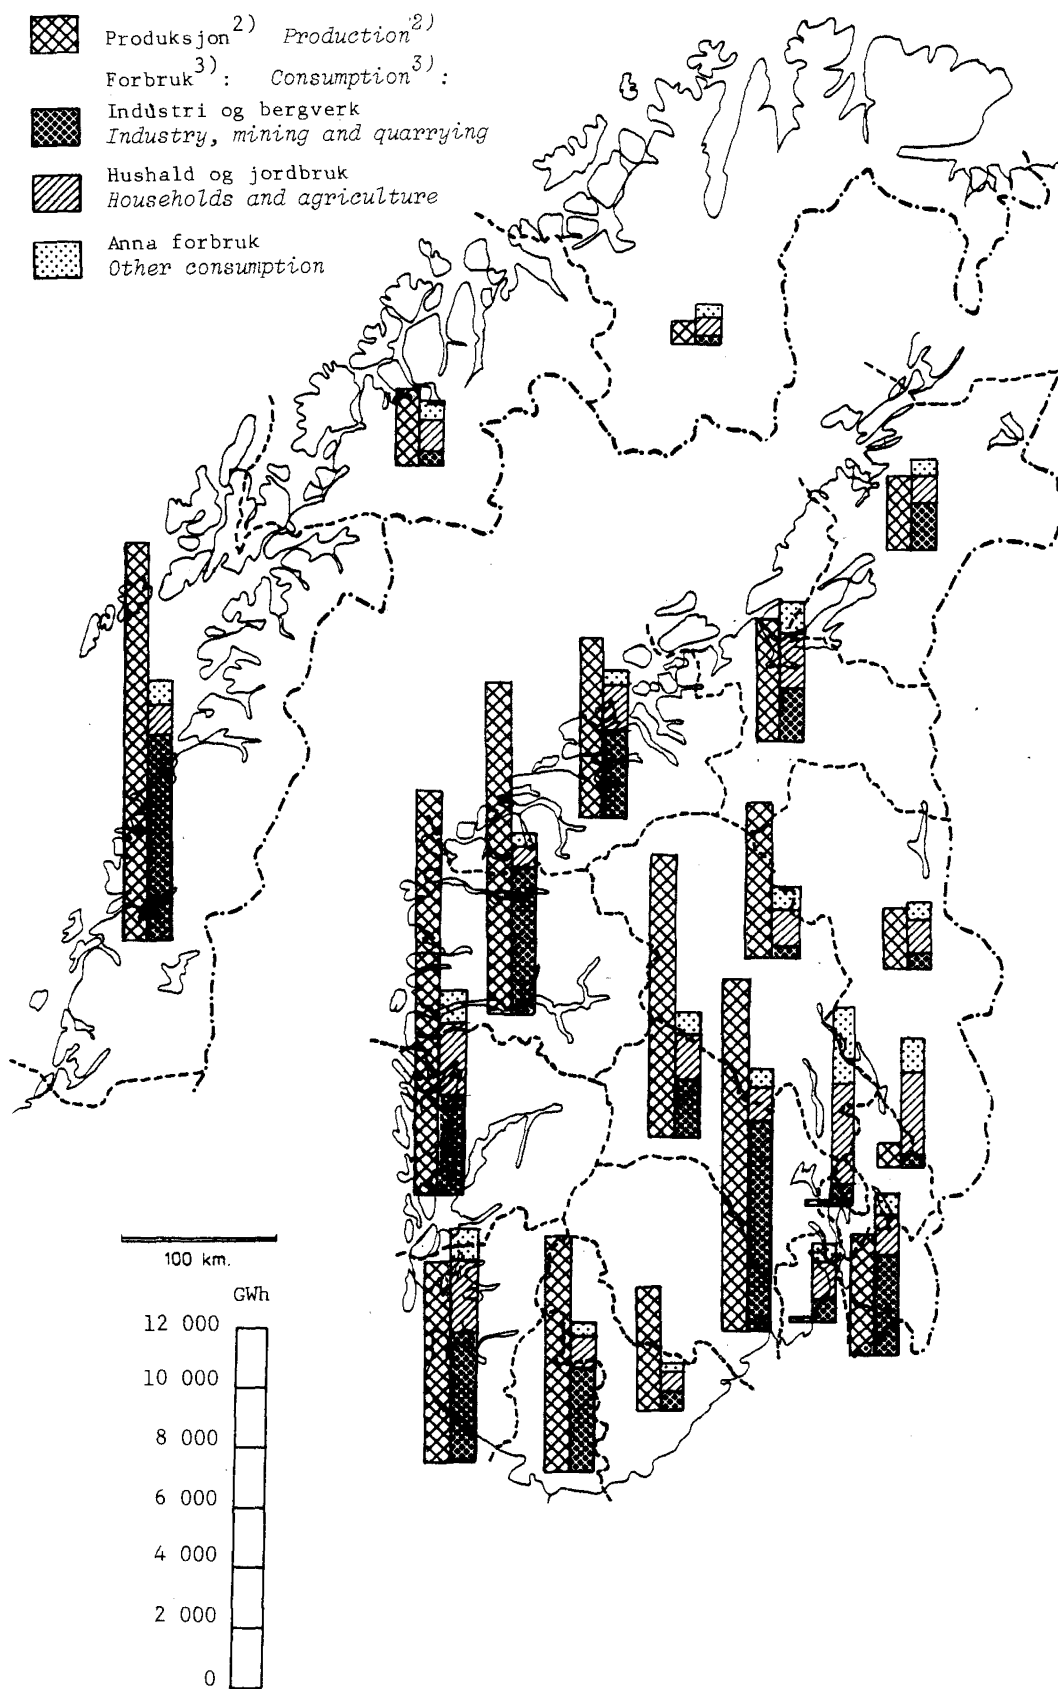 Produksjon2) Production2)
Forbruk3): Consumption3):
Industri og bergverk
Industry, mining and quarrying
Hushald og jordbruk
Households and agriculture
Anna forbruk
Other consumption
100 km.
GWh
12 000
10 000
8 000
6 000
4 000
2 000
0